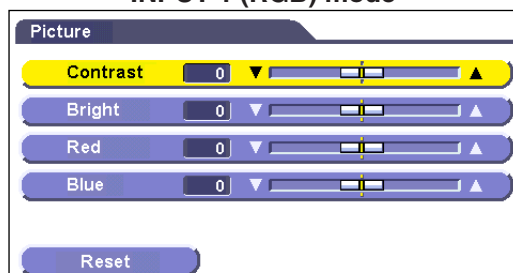 INPUT 1 (RGB) mode
Picture
Contrast 0
Bright 0
Red 0
Blue 0
Reset